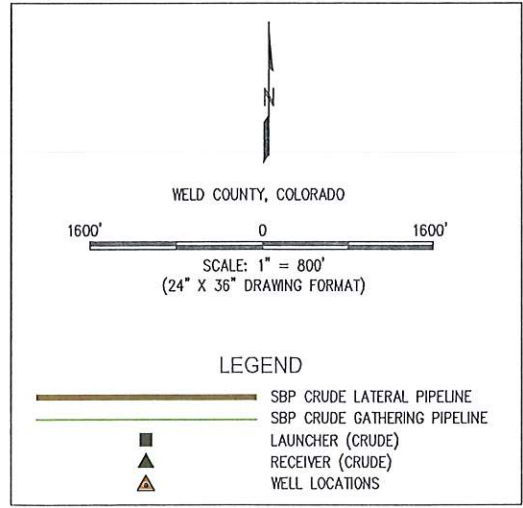 N
WELD COUNTY, COLORADO
1600' 0 1600'
SCALE: 1" = 800'
(24" X 36" DRAWING FORMAT)
LEGEND
SBP CRUDE LATERAL PIPELINE
SBP CRUDE GATHERING PIPELINE
LAUNCHER (CRUDE)
RECEIVER (CRUDE)
WELL LOCATIONS